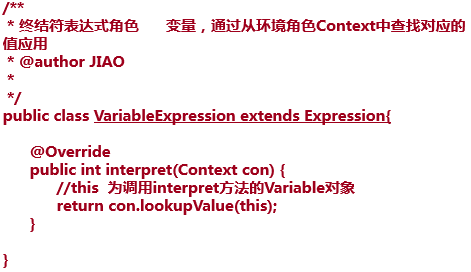 /**
* 终结符表达式角色 变量，通过从环境角色Context中查找对应的
值应用
* @author JIAO
*
*/
public class VariableExpression extends Expression{
@Override
public int interpret(Context con) {
//this 为调用interpret方法的Variable对象
return con.lookupValue(this);
}
}